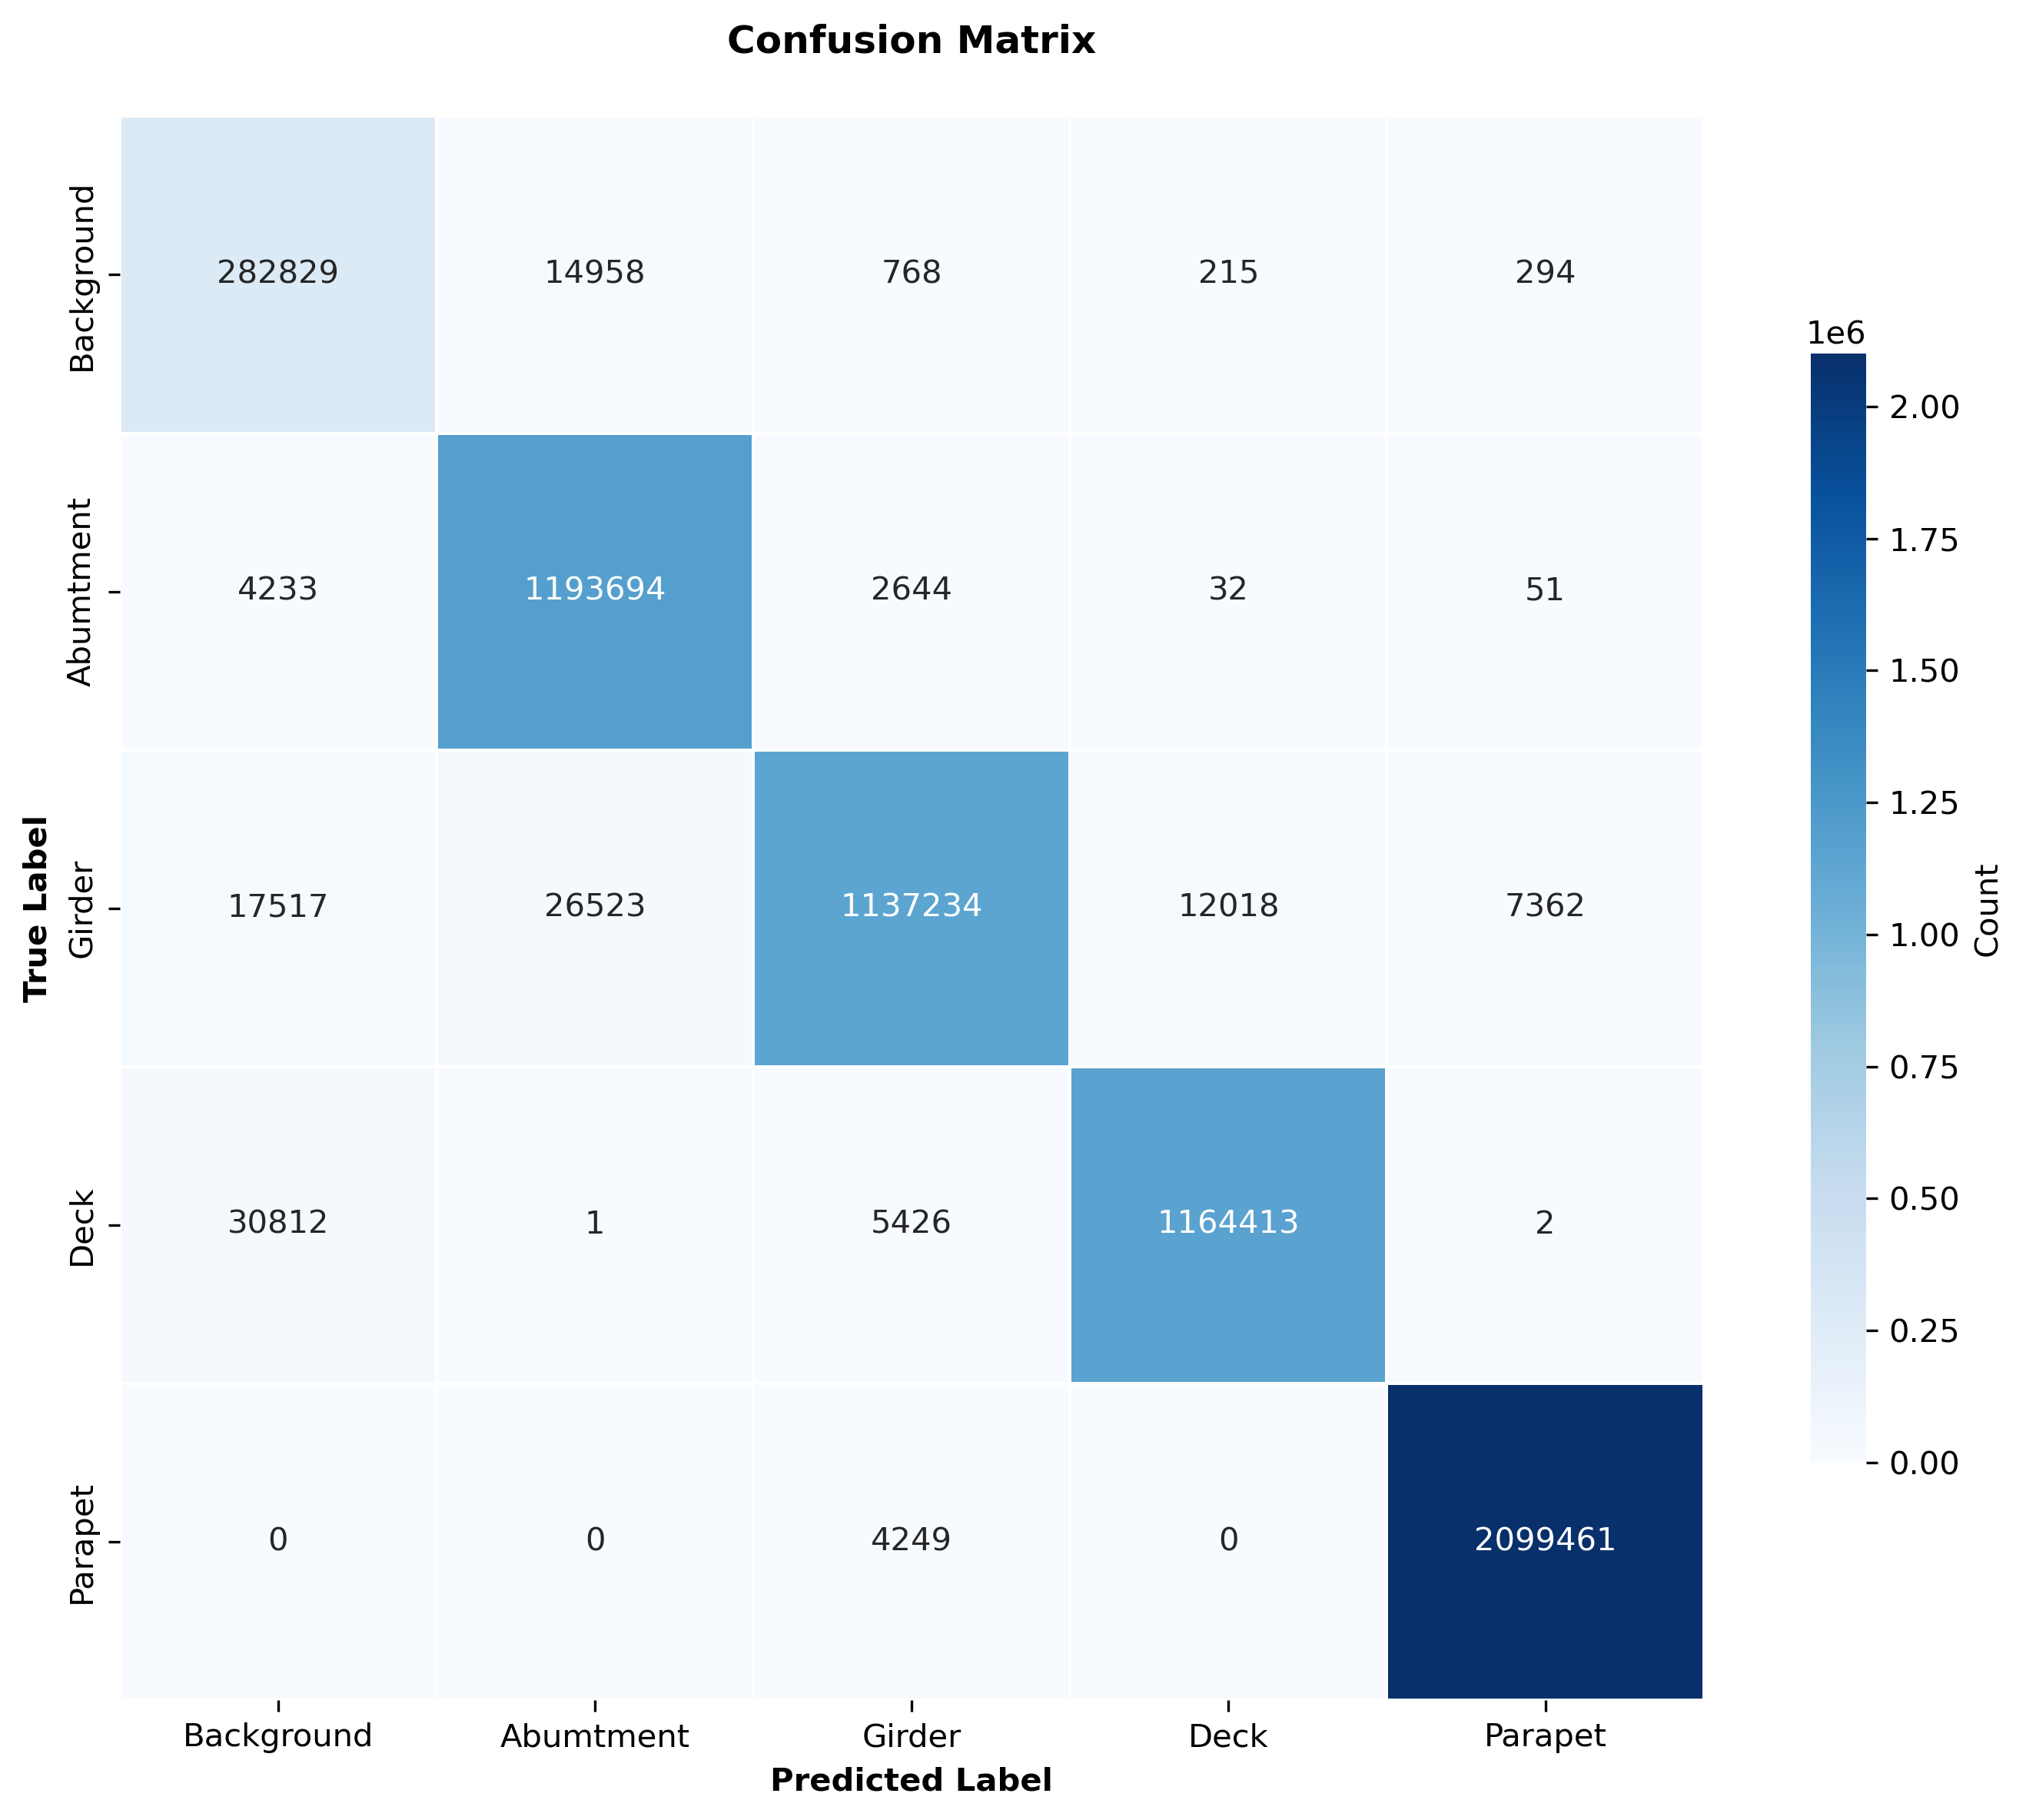 Confusion Matrix
True Label
Background
282829 14958 768 215 294
Abumtment
4233 1193694 2644 32 51
Girder
17517 26523 1137234 12018 7362
Deck
30812 1 5426 1164413 2
Parapet
0 0 4249 0 2099461
Background Abumtment Girder Deck Parapet
Predicted Label
1e6
2.00
1.75
1.50
1.25
1.00
0.75
0.50
0.25
0.00
Count